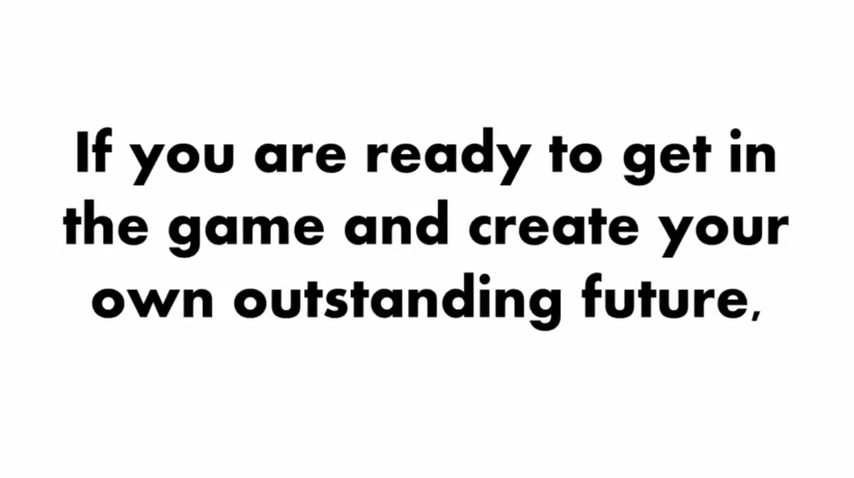 If you are ready to get in
the game and create your
own outstanding future,